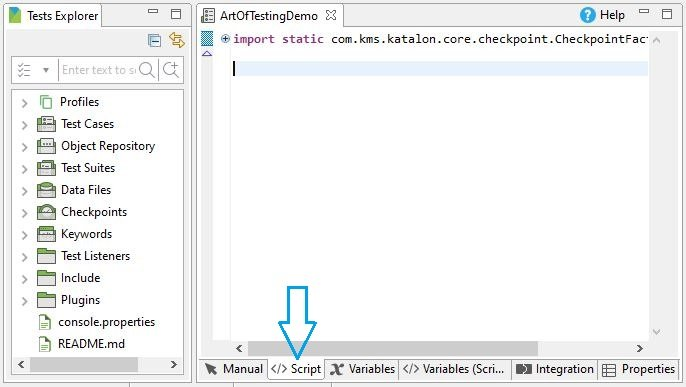 Tests Explorer
Enter text to s
Profiles
Test Cases
Object Repository
Test Suites
Data Files
Checkpoints
Keywords
Test Listeners
Include
Plugins
console.properties
README.md
ArtOfTestingDemo
Help
import static com.kms.katalon.core.checkpoint.CheckpointFac
Manual
</> Script
Variables
</> Variables (Scri...
Integration
Properties